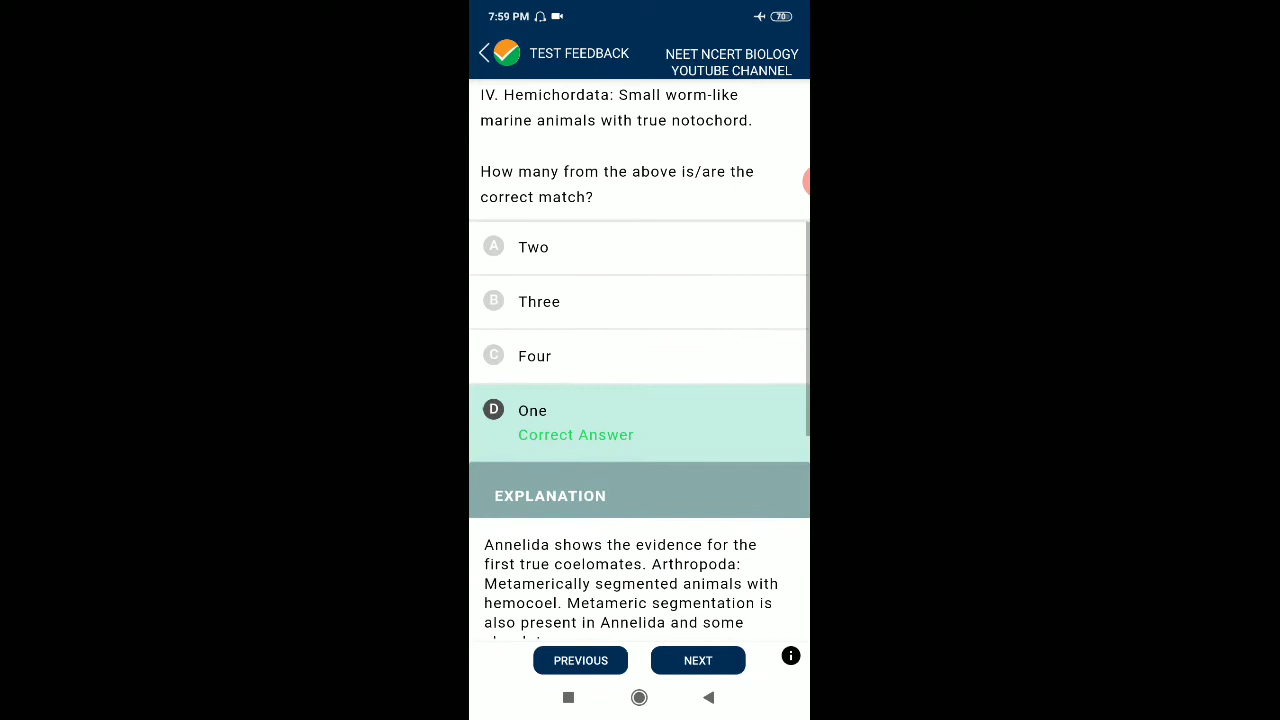 7:59 PM
70
TEST FEEDBACK
NEET NCERT BIOLOGY
YOUTUBE CHANNEL
IV. Hemichordata: Small worm-like
marine animals with true notochord.
How many from the above is/are the
correct match?
A Two
B Three
C Four
D One
Correct Answer
EXPLANATION
Annelida shows the evidence for the
first true coelomates. Arthropoda:
Metamerically segmented animals with
hemocoel. Metameric segmentation is
also present in Annelida and some
PREVIOUS
NEXT